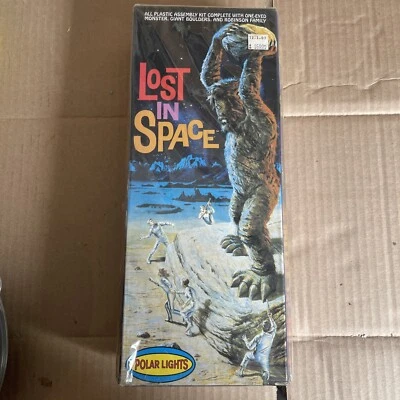 ALL PLASTIC ASSEMBLY KIT COMPLETE WITH ONE-EYED
MONSTER, GIANT BOULDERS, AND ROBINSON FAMILY
LOST
IN
SPACE
POLAR LIGHTS